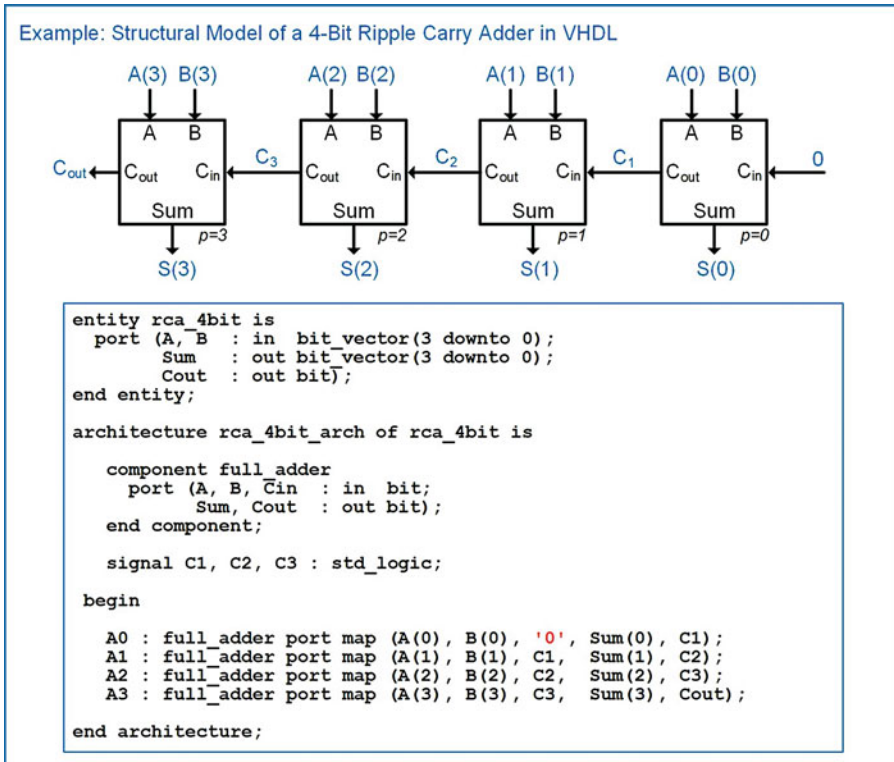 Example: Structural Model of a 4-Bit Ripple Carry Adder in VHDL
A(3) B(3) A(2) B(2) A(1) B(1) A(0) B(0)
A B A B A B A B
Cout Cout Cin C3 Cout Cin C2 Cout Cin C1 Cout Cin 0
Sum Sum Sum Sum
p=3 p=2 p=1 p=0
S(3) S(2) S(1) S(0)
entity rca_4bit is
port (A, B : in bit_vector(3 downto 0);
Sum : out bit_vector(3 downto 0);
Cout : out bit);
end entity;
architecture rca_4bit_arch of rca_4bit is
component full_adder
port (A, B, Cin : in bit;
Sum, Cout : out bit);
end component;
signal C1, C2, C3 : std_logic;
begin
A0 : full_adder port map (A(0), B(0), '0', Sum(0), C1);
A1 : full_adder port map (A(1), B(1), C1, Sum(1), C2);
A2 : full_adder port map (A(2), B(2), C2, Sum(2), C3);
A3 : full_adder port map (A(3), B(3), C3, Sum(3), Cout);
end architecture;